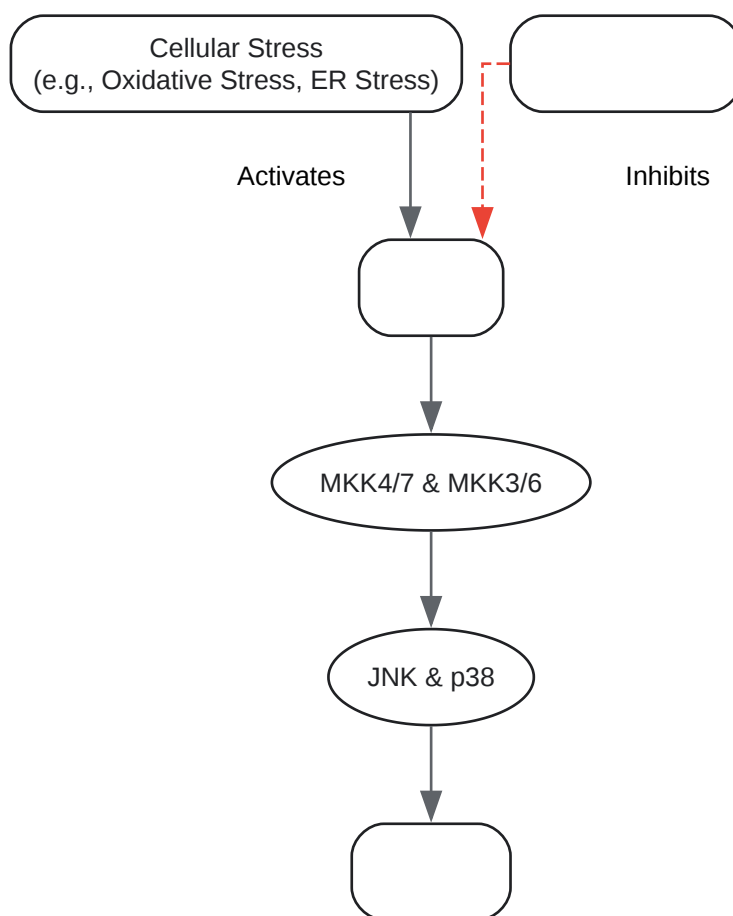 Cellular Stress
(e.g., Oxidative Stress, ER Stress)
Activates
Inhibits
MKK4/7 & MKK3/6
JNK & p38